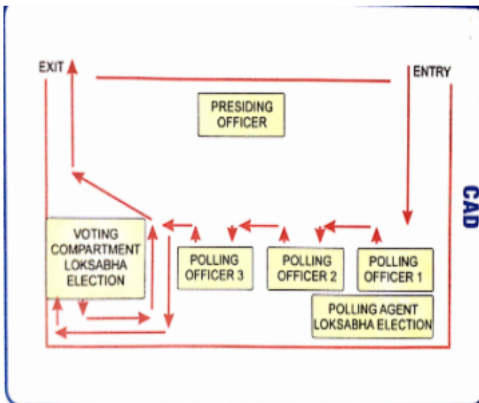 EXIT
ENTRY
PRESIDING
OFFICER
CAD
VOTING
COMPARTMENT
LOKSABHA
ELECTION
POLLING
OFFICER 3
POLLING
OFFICER 2
POLLING
OFFICER 1
POLLING AGENT
LOKSABHA ELECTION